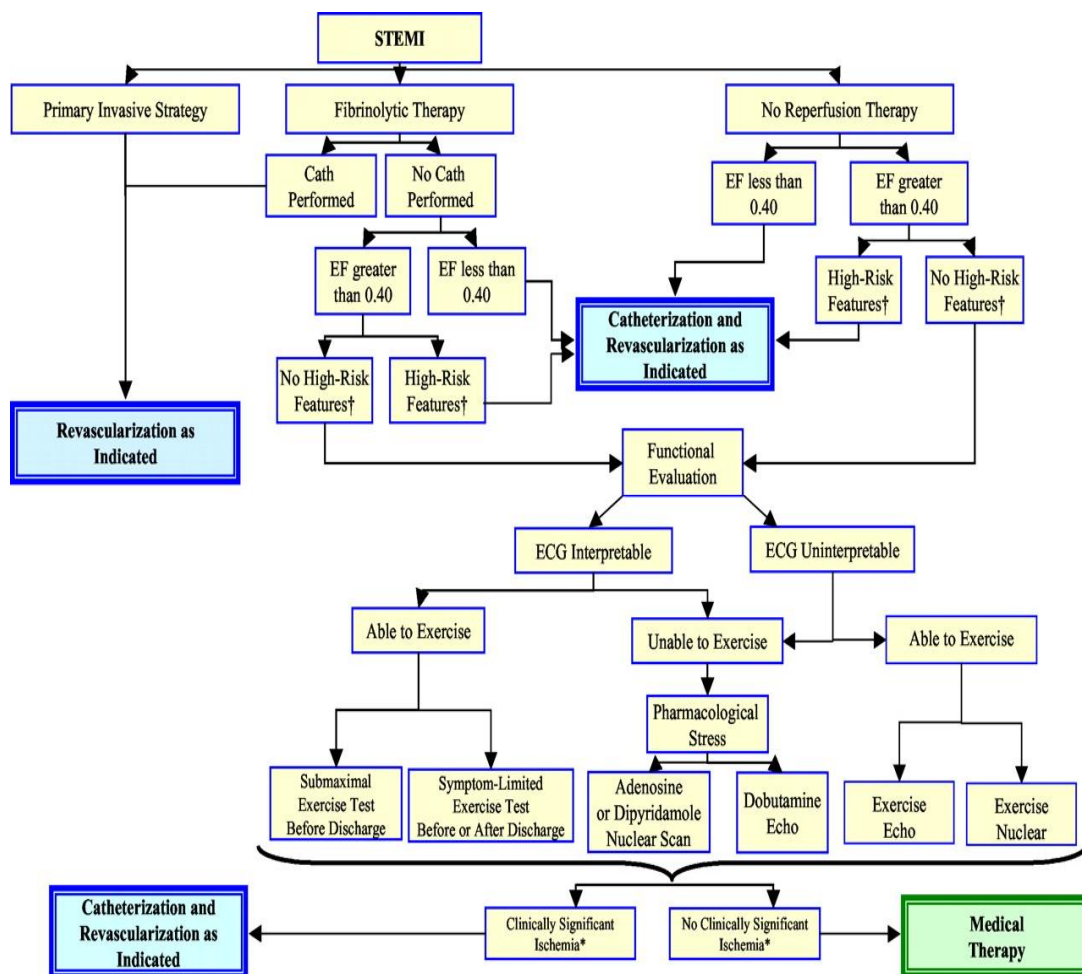 STEMI
Primary Invasive Strategy
Fibrinolytic Therapy
No Reperfusion Therapy
Cath
Performed
No Cath
Performed
EF less than
0.40
EF greater
than 0.40
EF greater
than 0.40
EF less than
0.40
High-Risk
Features†
No High-Risk
Features†
Catheterization and
Revascularization as
Indicated
No High-Risk
Features†
High-Risk
Features†
Revascularization as
Indicated
Functional
Evaluation
ECG Interpretable
ECG Uninterpretable
Able to Exercise
Unable to Exercise
Able to Exercise
Pharmacological
Stress
Submaximal
Exercise Test
Before Discharge
Symptom-Limited
Exercise Test
Before or After Discharge
Adenosine
or Dipyridamole
Nuclear Scan
Dobutamine
Echo
Exercise
Echo
Exercise
Nuclear
Catheterization and
Revascularization as
Indicated
Clinically Significant
Ischemia*
No Clinically Significant
Ischemia*
Medical
Therapy